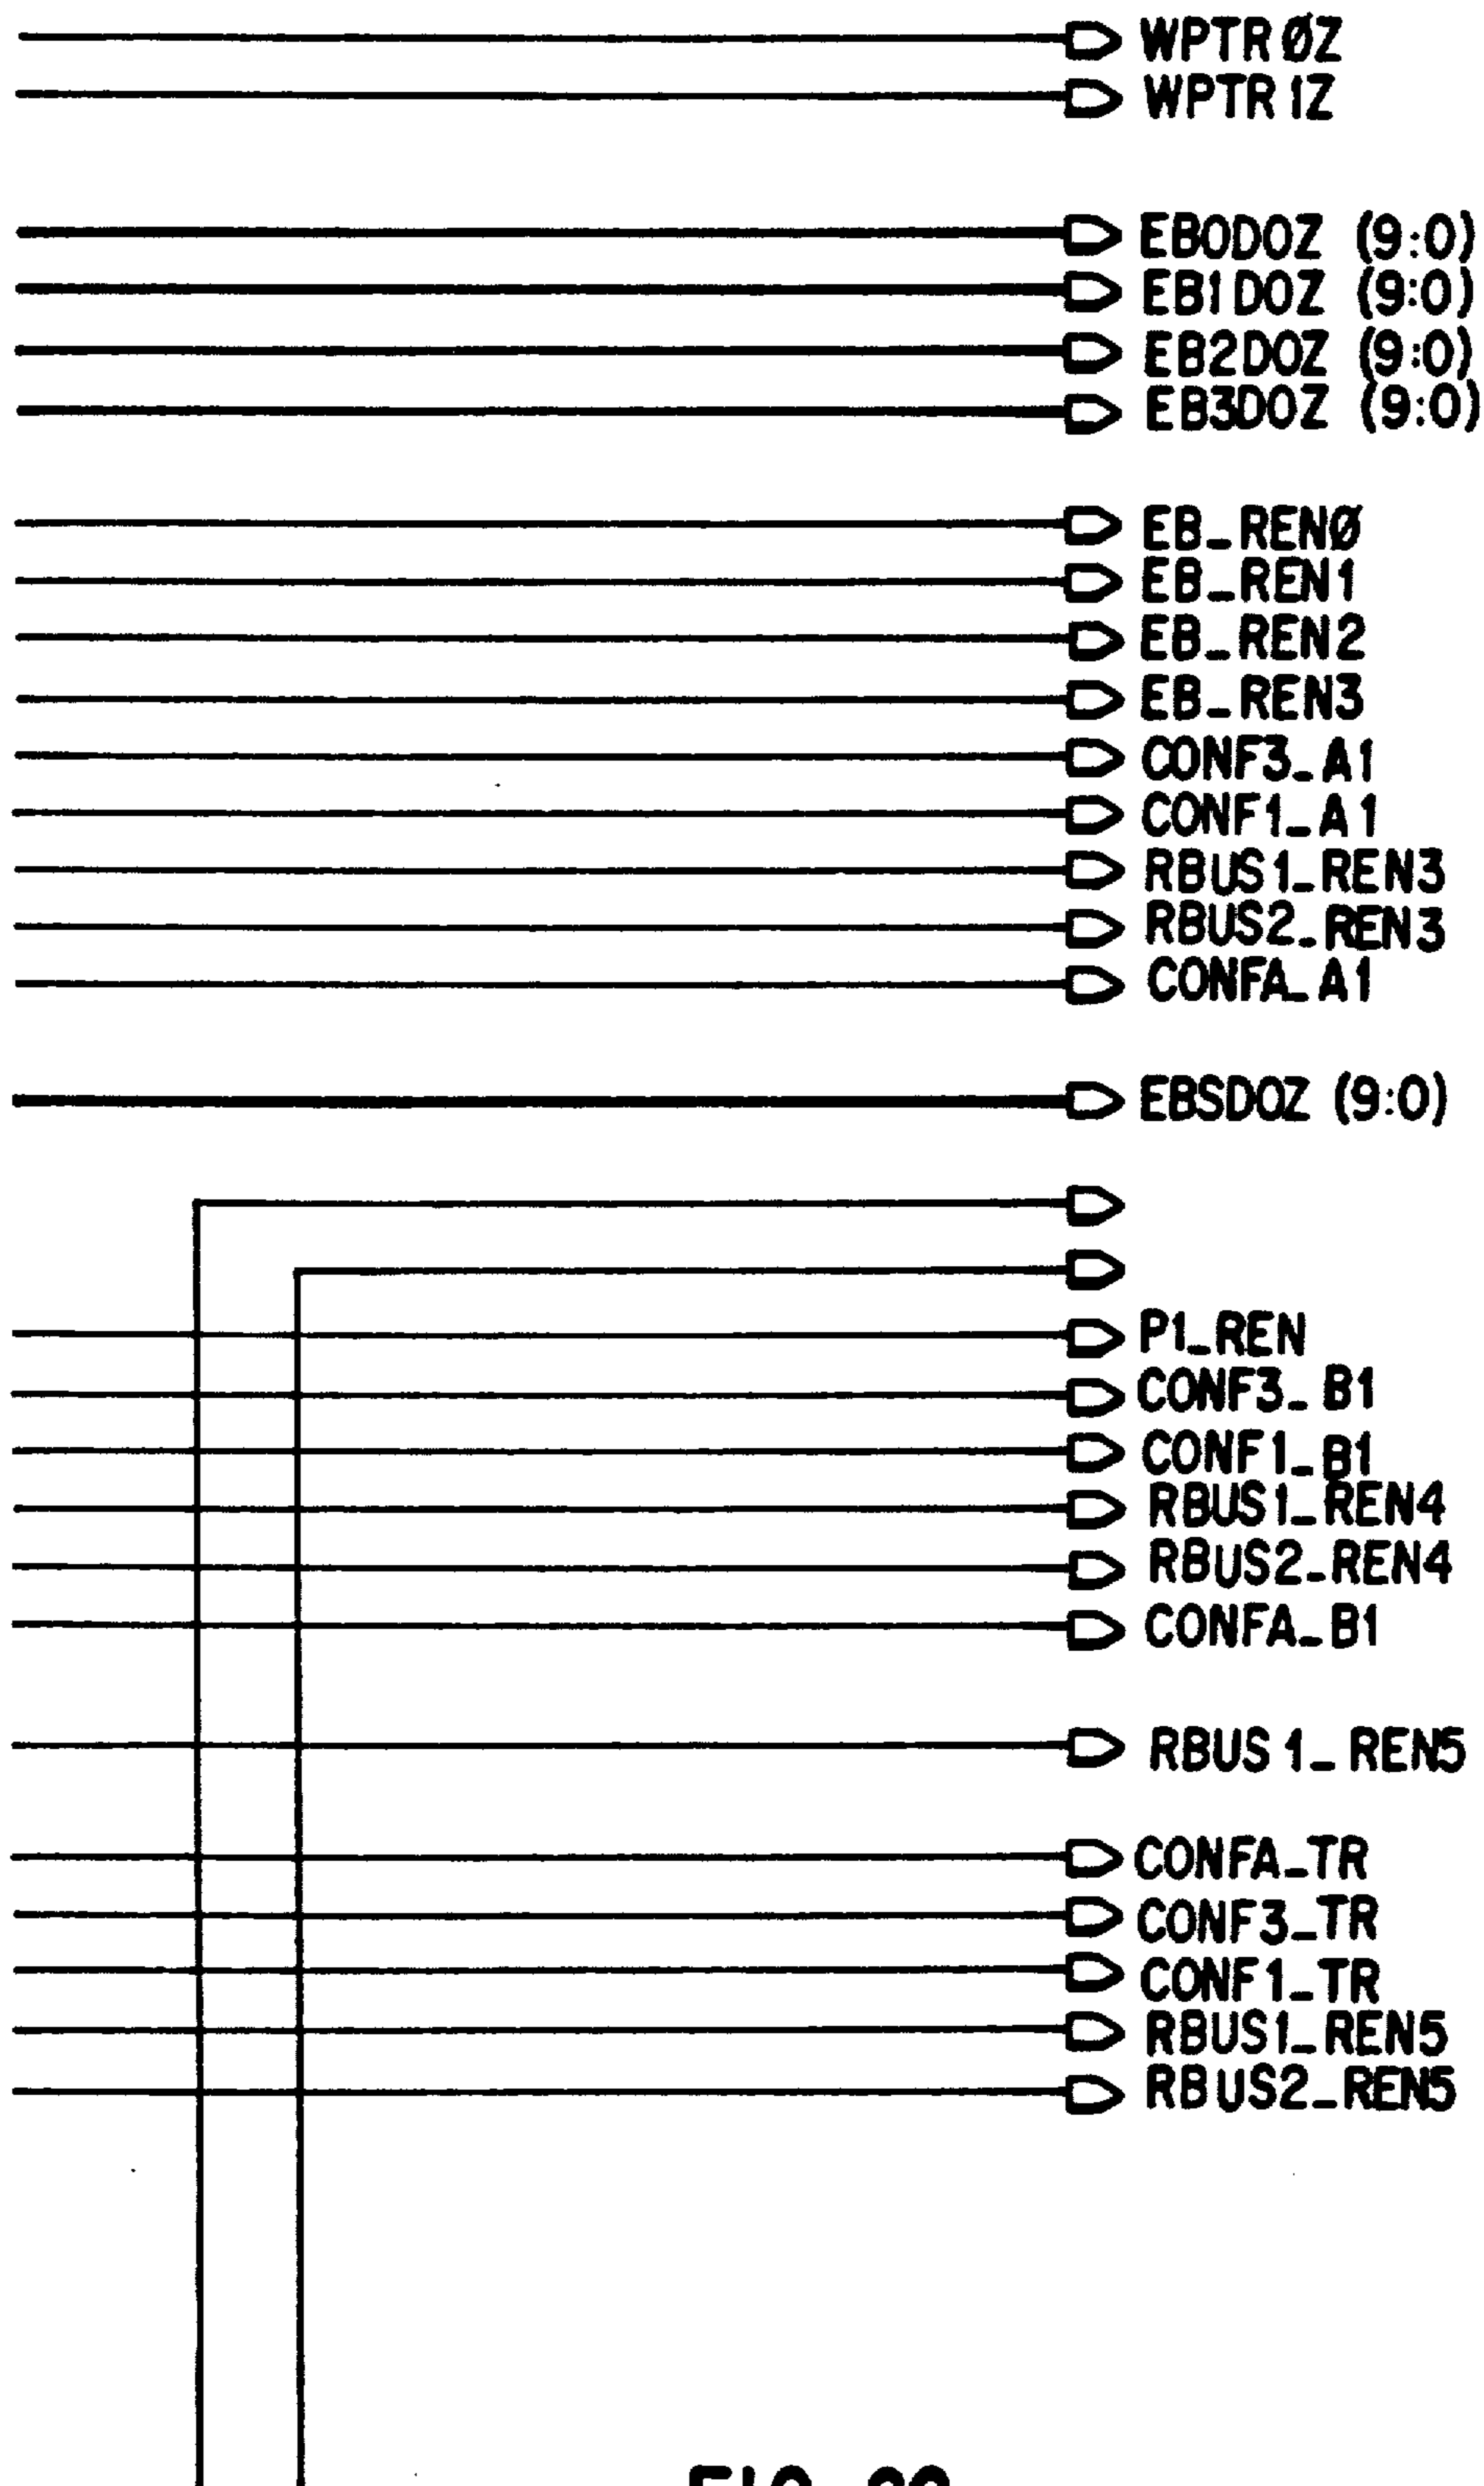 WPTRØZ
WPTR1Z
EB0DOZ (9:0)
EB1DOZ (9:0)
EB2DOZ (9:0)
EB3DOZ (9:0)
EB_RENØ
EB_REN1
EB_REN2
EB_REN3
CONF3_A1
CONF1_A1
RBUS1_REN3
RBUS2_REN3
CONFA_A1
EBSDOZ (9:0)
P1_REN
CONF3_B1
CONF1_B1
RBUS1_REN4
RBUS2_REN4
CONFA_B1
RBUS1_REN5
CONFA_TR
CONF3_TR
CONF1_TR
RBUS1_REN5
RBUS2_REN5